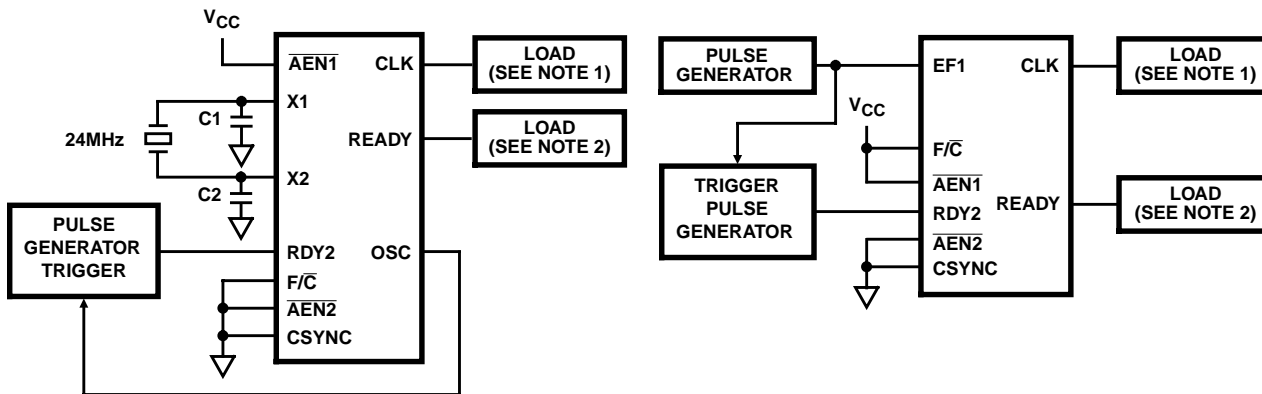 VCC
AEN1
CLK
LOAD
(SEE NOTE 1)
X1
C1
24MHz
READY
LOAD
(SEE NOTE 2)
X2
C2
PULSE
GENERATOR
TRIGGER
RDY2
OSC
F/C
AEN2
CSYNC
PULSE
GENERATOR
EF1
CLK
LOAD
(SEE NOTE 1)
VCC
F/C
TRIGGER
PULSE
GENERATOR
AEN1
RDY2
READY
LOAD
(SEE NOTE 2)
AEN2
CSYNC